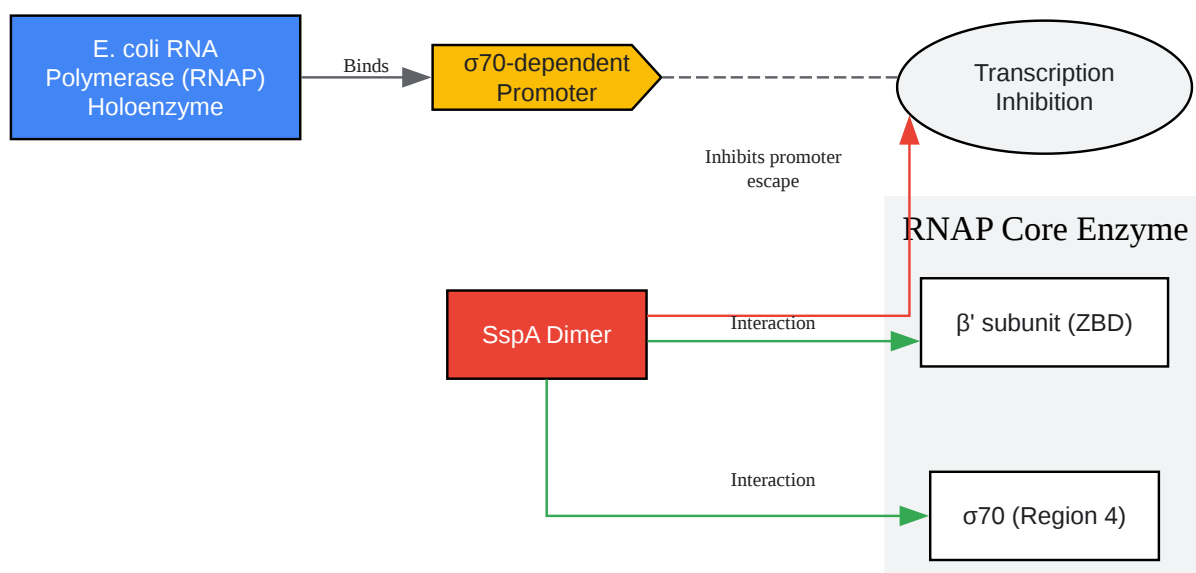 E. coli RNA
Polymerase (RNAP)
Holoenzyme
Binds
σ70-dependent
Promoter
Transcription
Inhibition
Inhibits promoter
escape
RNAP Core Enzyme
SspA Dimer
Interaction
β' subunit (ZBD)
Interaction
σ70 (Region 4)